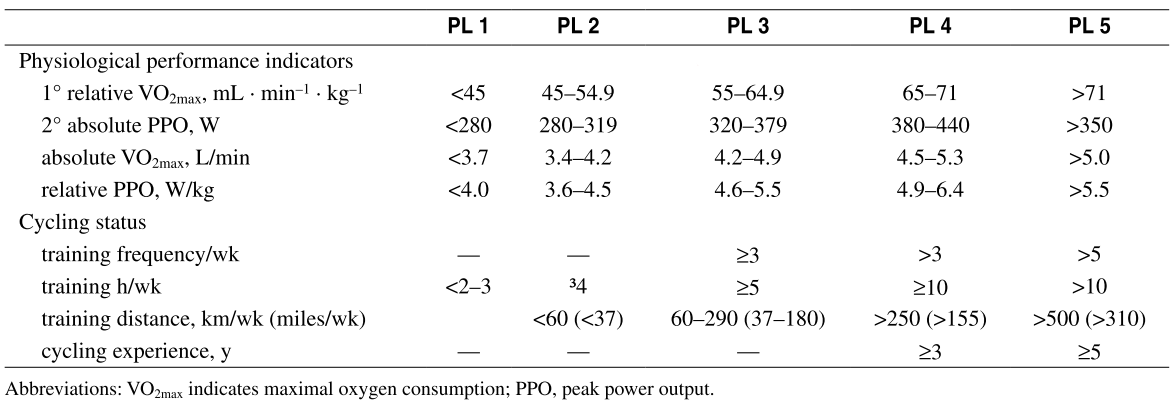 PL 1 PL 2 PL 3 PL 4 PL 5
Physiological performance indicators
1° relative VO2max, mL · min–1 · kg–1 <45 45–54.9 55–64.9 65–71 >71
2° absolute PPO, W <280 280–319 320–379 380–440 >350
absolute VO2max, L/min <3.7 3.4–4.2 4.2–4.9 4.5–5.3 >5.0
relative PPO, W/kg <4.0 3.6–4.5 4.6–5.5 4.9–6.4 >5.5
Cycling status
training frequency/wk — — ≥3 >3 >5
training h/wk <2–3 ³4 ≥5 ≥10 >10
training distance, km/wk (miles/wk) <60 (<37) 60–290 (37–180) >250 (>155) >500 (>310)
cycling experience, y — — — ≥3 ≥5
Abbreviations: VO2max indicates maximal oxygen consumption; PPO, peak power output.